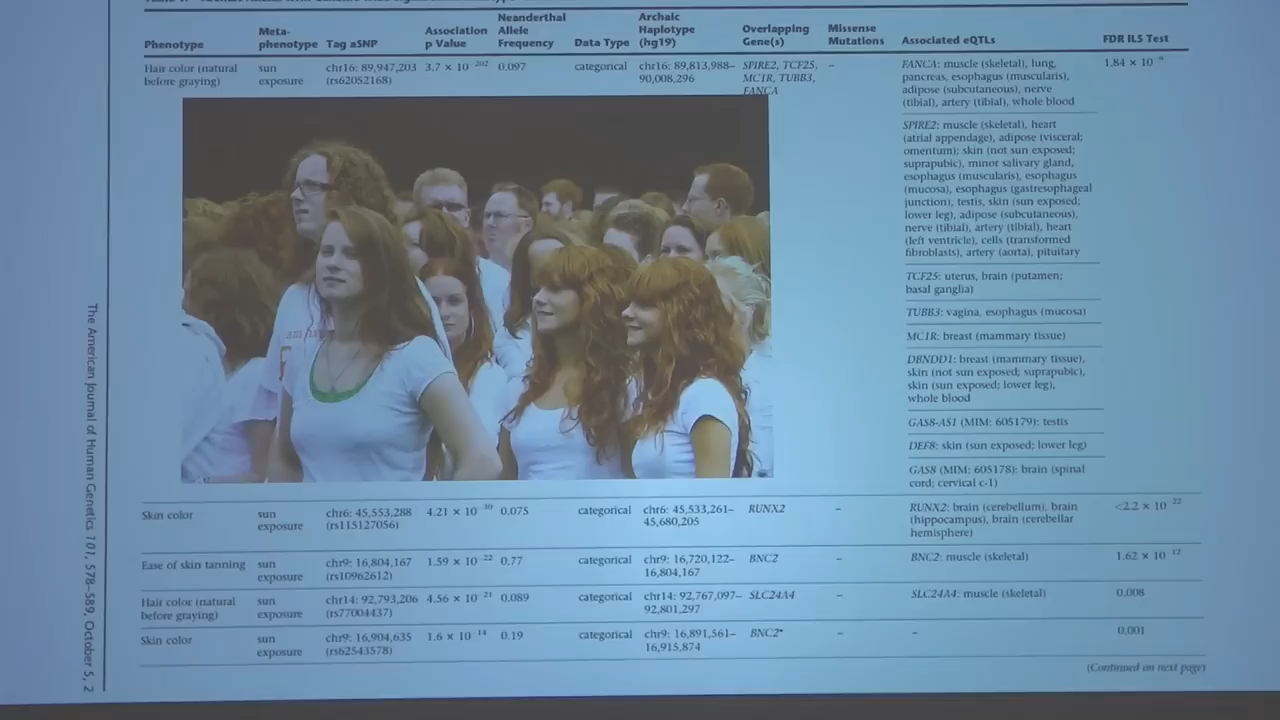 Phenotype
Meta-
phenotype
Tag aSNP
Association
p Value
Neanderthal
Allele
Frequency
Data Type
Archaic
Haplotype
(hg19)
Overlapping
Gene(s)
Missense
Mutations
Associated eQTLs
FDR ILS Test
Hair color (natural
before graying)
sun
exposure
chr16: 89,947,203
(rs62052168)
3.7 × 10
0.097
categorical
chr16: 89,813,988–
90,008,296
SPIRE2, TCF25,
MC1R, TUBB3,
FANCA
–
FANCA: muscle (skeletal), lung,
pancreas, esophagus (muscularis),
adipose (subcutaneous), nerve
(tibial), artery (tibial), whole blood
1.84 × 10
SPIRE2: muscle (skeletal), heart
(atrial appendage), adipose (visceral;
omentum); skin (not sun exposed;
suprapubic), minor salivary gland,
esophagus (muscularis), esophagus
(mucosa), esophagus (gastresophageal
junction), testis, skin (sun exposed;
lower leg), adipose (subcutaneous),
nerve (tibial), artery (tibial), heart
(left ventricle), cells (transformed
fibroblasts), artery (aorta), pituitary
TCF25: uterus, brain (putamen;
basal ganglia)
TUBB3: vagina, esophagus (mucosa)
MC1R: breast (mammary tissue)
DBNDD1: breast (mammary tissue),
skin (not sun exposed; suprapubic),
skin (sun exposed; lower leg),
whole blood
GAS8-AS1 (MIM: 605179): testis
DEF8: skin (sun exposed; lower leg)
GAS8 (MIM: 605178): brain (spinal
cord; cervical c-1)
Skin color
sun
exposure
chr6: 45,553,288
(rs115127056)
4.21 × 10
0.075
categorical
chr6: 45,533,261–
45,680,205
RUNX2
–
RUNX2: brain (cerebellum), brain
(hippocampus), brain (cerebellar
hemisphere)
<2.2 × 10 22
Ease of skin tanning
sun
exposure
chr9: 16,804,167
(rs10962612)
1.59 × 10 22
0.77
categorical
chr9: 16,720,122–
16,804,167
BNC2
–
BNC2: muscle (skeletal)
1.62 × 10 12
Hair color (natural
before graying)
sun
exposure
chr14: 92,793,206
(rs77004437)
4.56 × 10 21
0.089
categorical
chr14: 92,767,097–
92,801,297
SLC24A4
–
SLC24A4: muscle (skeletal)
0.008
Skin color
sun
exposure
chr9: 16,904,635
(rs62543578)
1.6 × 10 14
0.19
categorical
chr9: 16,891,561–
16,915,874
BNC2*
–
–
0.001
(Continued on next page)
The American Journal of Human Genetics 101, 578–589, October 5, 2